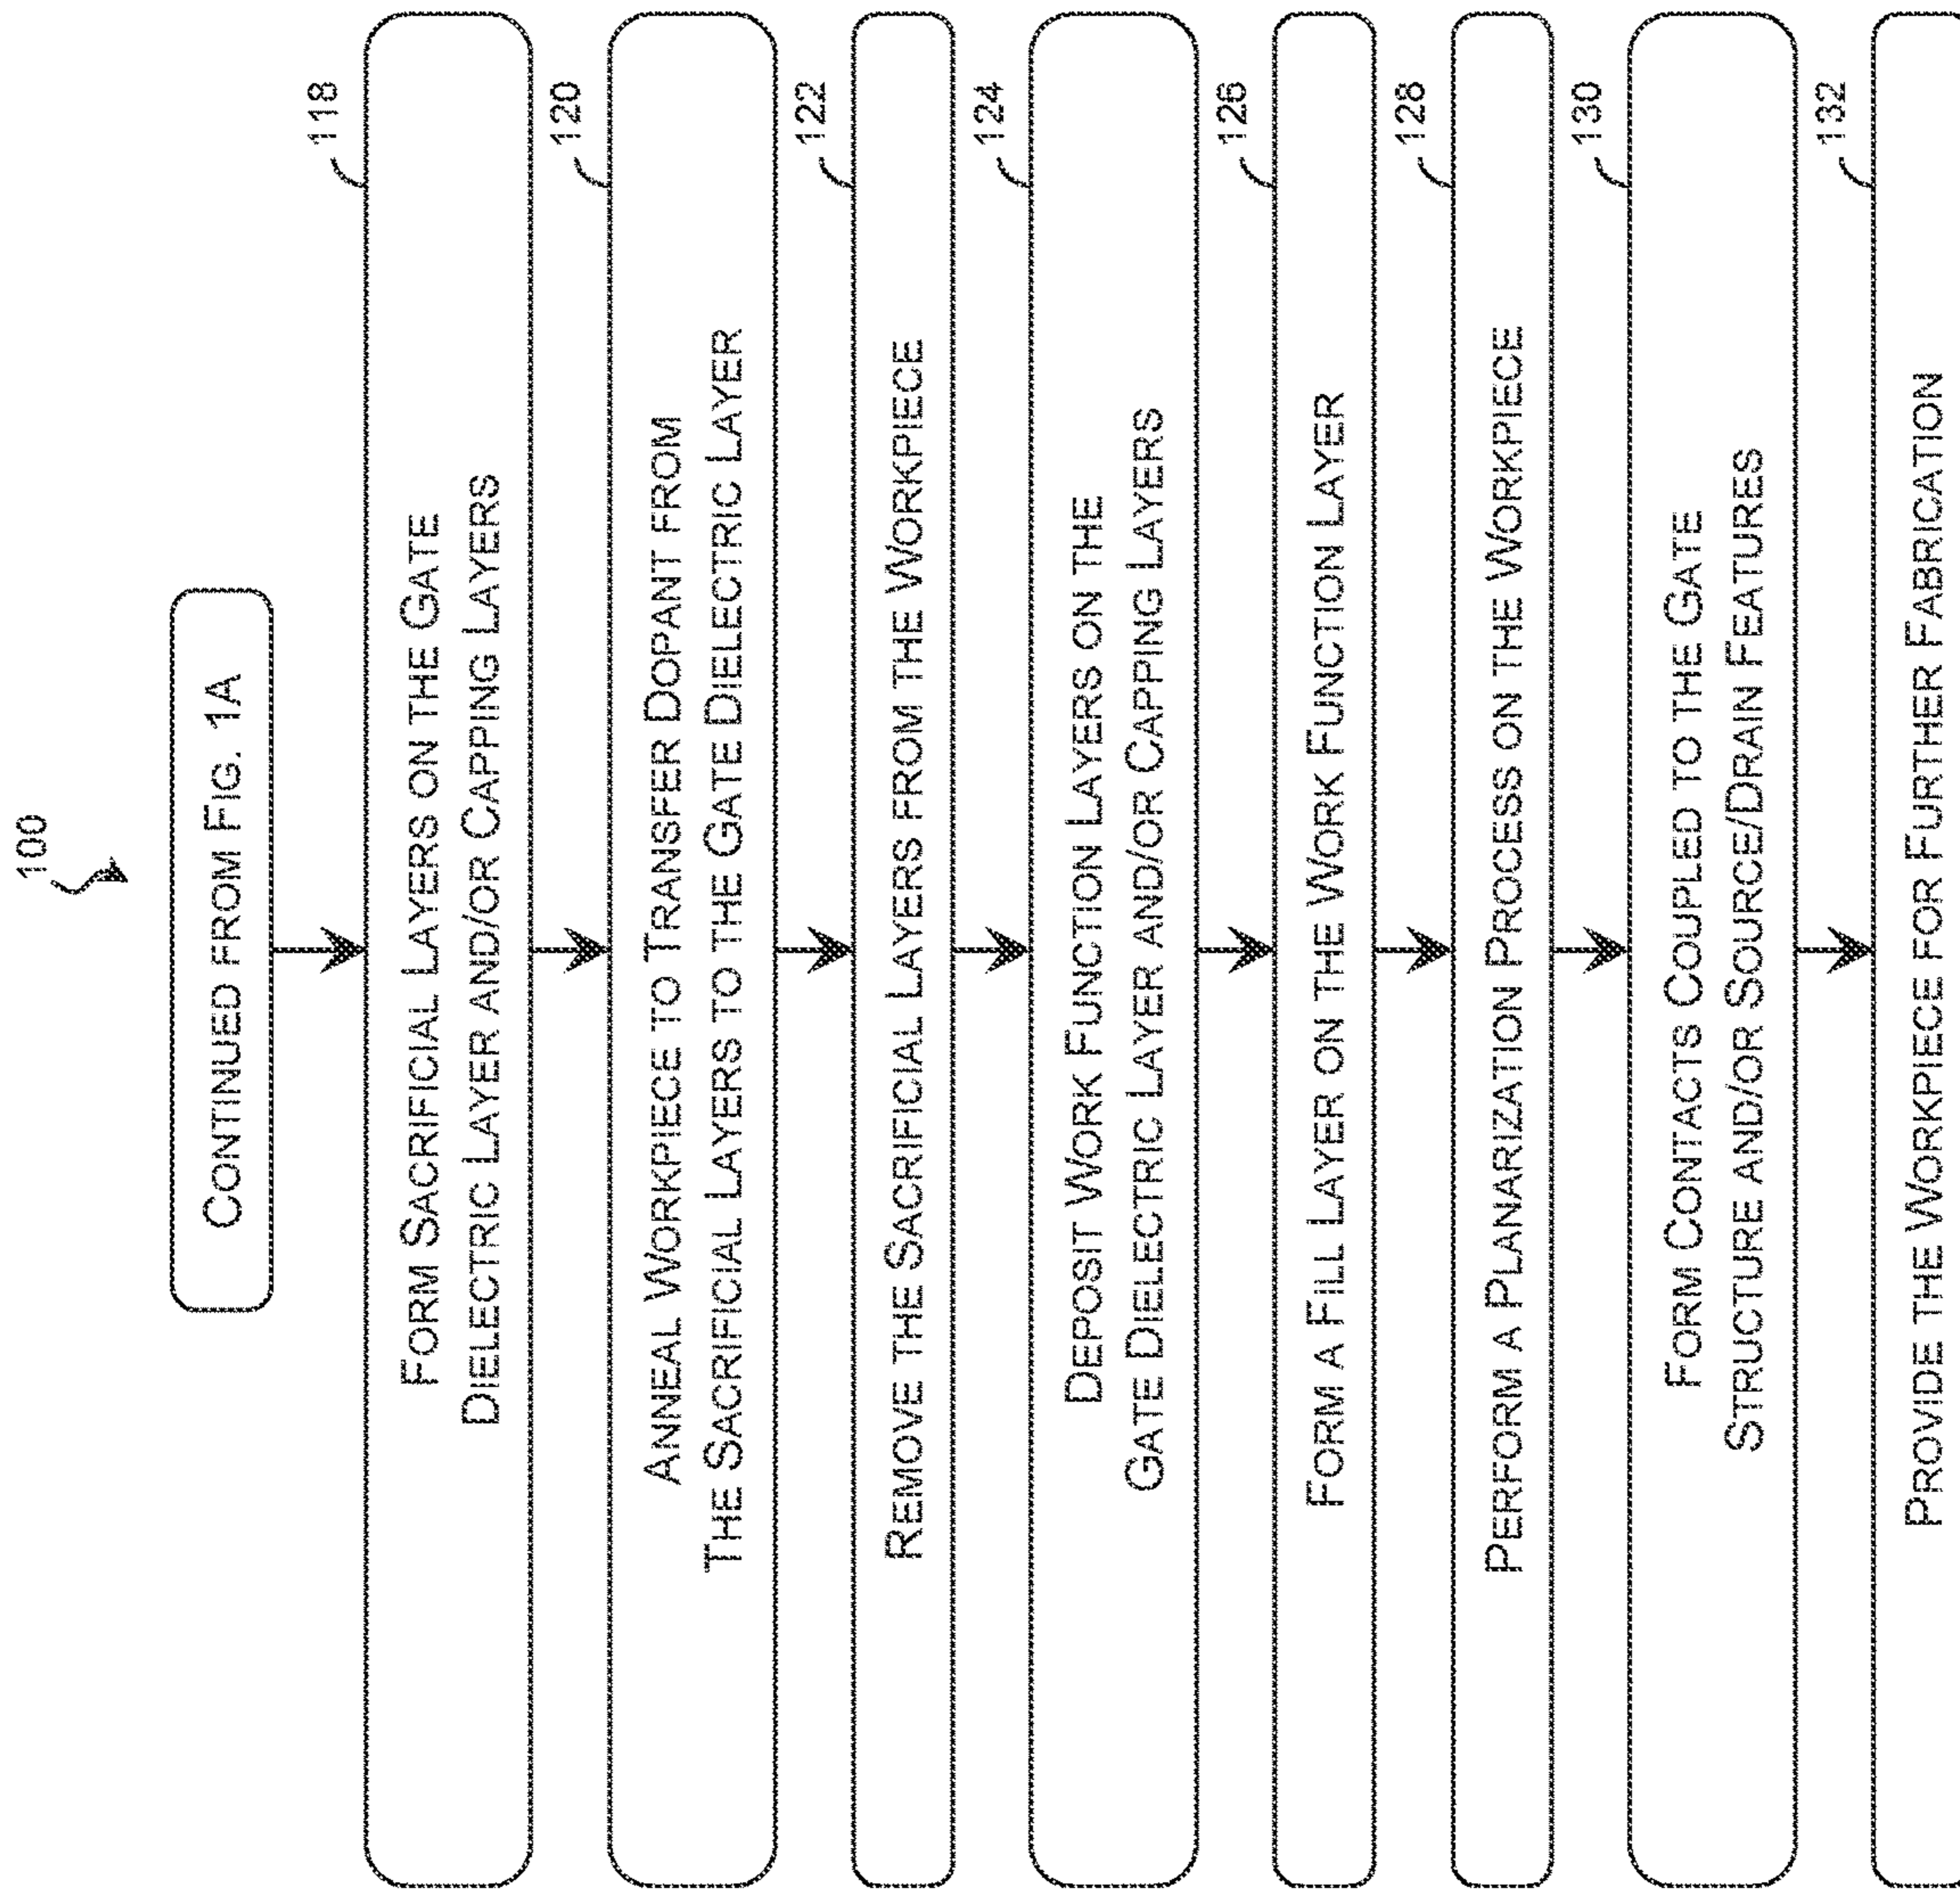 100
CONTINUED FROM FIG. 1A
118
FORM SACRIFICIAL LAYERS ON THE GATE
DIELECTRIC LAYER AND/OR CAPPING LAYERS
120
ANNEAL WORKPIECE TO TRANSFER DOPANT FROM
THE SACRIFICIAL LAYERS TO THE GATE DIELECTRIC LAYER
122
REMOVE THE SACRIFICIAL LAYERS FROM THE WORKPIECE
124
DEPOSIT WORK FUNCTION LAYERS ON THE
GATE DIELECTRIC LAYER AND/OR CAPPING LAYERS
126
FORM A FILL LAYER ON THE WORK FUNCTION LAYER
128
PERFORM A PLANARIZATION PROCESS ON THE WORKPIECE
130
FORM CONTACTS COUPLED TO THE GATE
STRUCTURE AND/OR SOURCE/DRAIN FEATURES
132
PROVIDE THE WORKPIECE FOR FURTHER FABRICATION